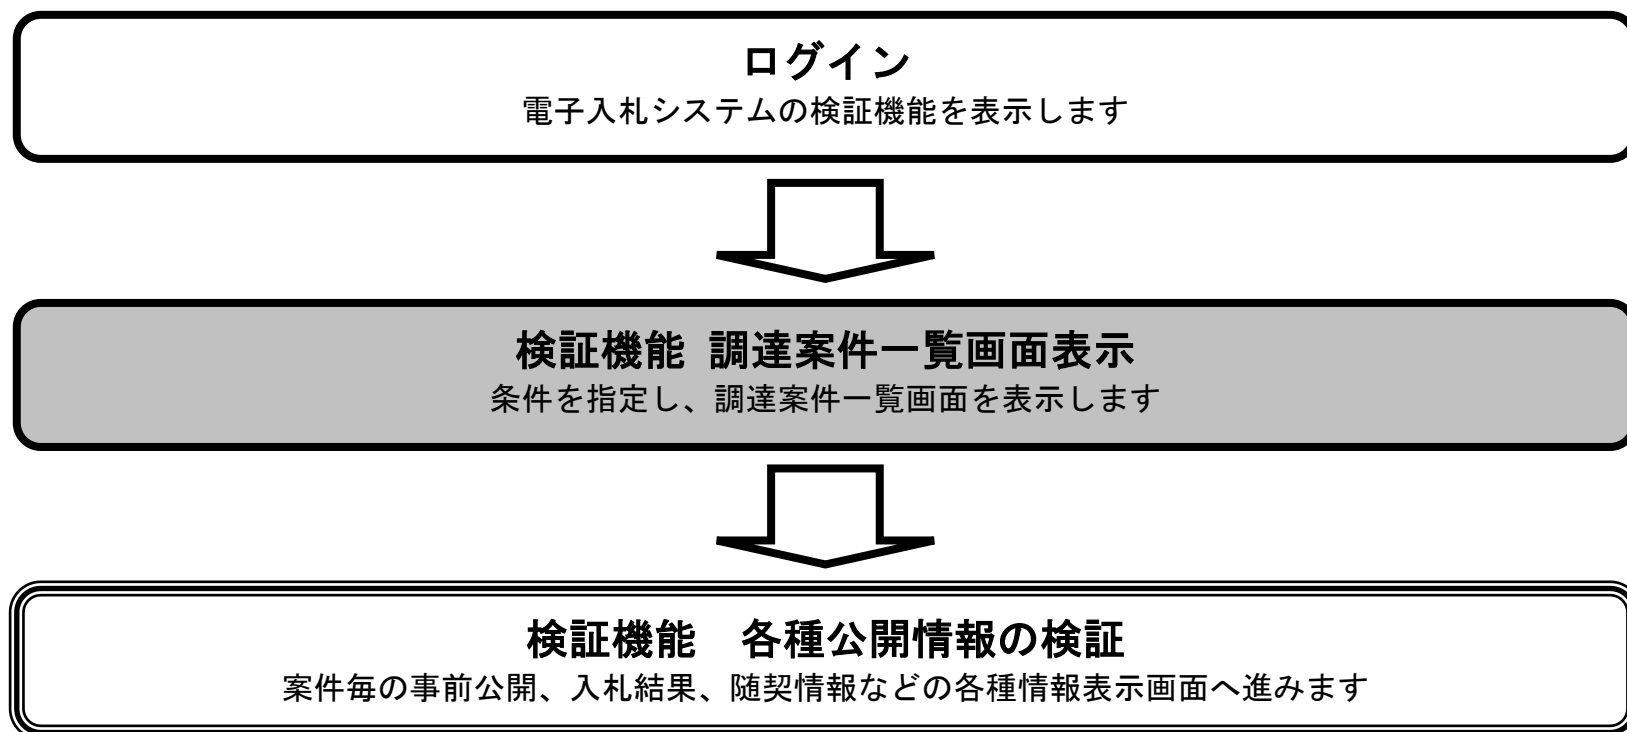 ログイン
電子入札システムの検証機能を表示します
検証機能 調達案件一覧画面表示
条件を指定し、調達案件一覧画面を表示します
検証機能　各種公開情報の検証
案件毎の事前公開、入札結果、随契情報などの各種情報表示画面へ進みます